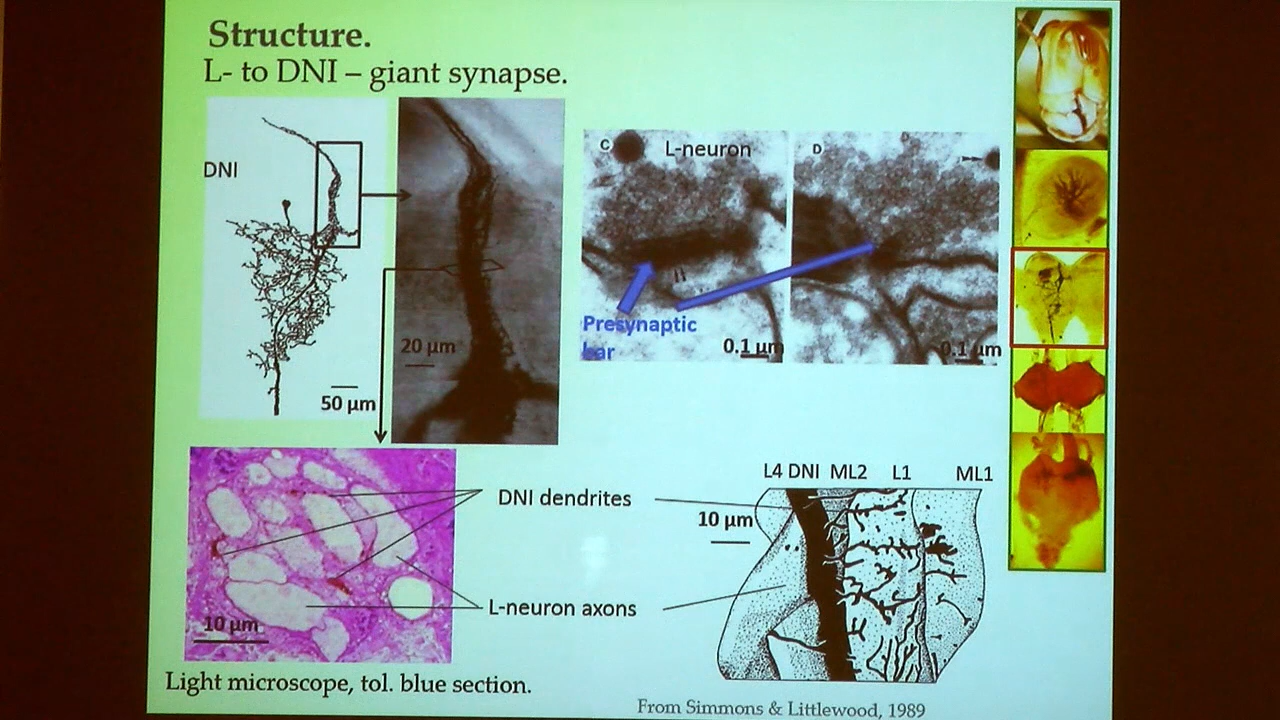 Structure.
L- to DNI – giant synapse.
DNI
50 µm
20 µm
C
L-neuron
D
Presynaptic
bar
0.1 µm
0.1 µm
10 µm
DNI dendrites
L-neuron axons
L4 DNI ML2 L1 ML1
10 µm
Light microscope, tol. blue section.
From Simmons & Littlewood, 1989